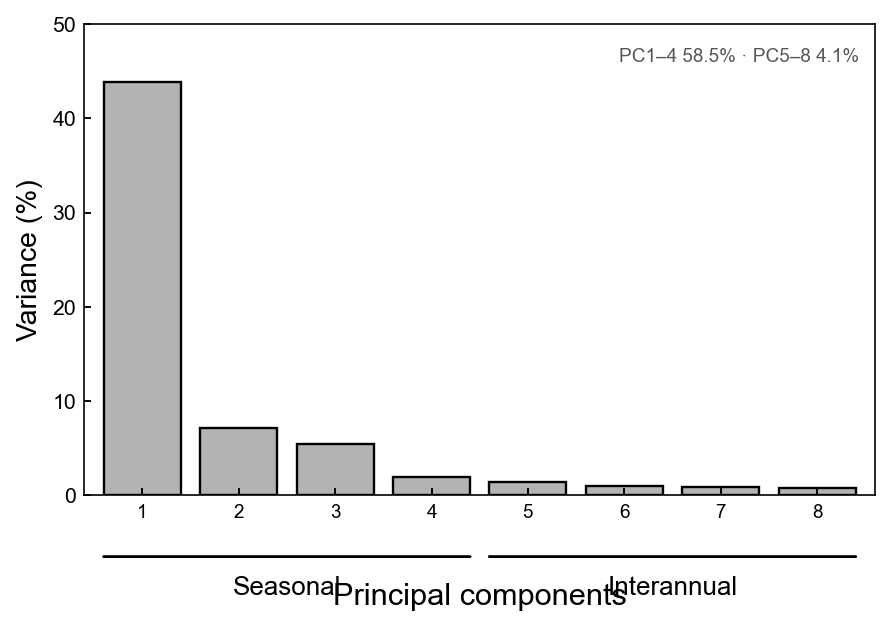 50
PC1–4 58.5% · PC5–8 4.1%
40
30
20
10
0
Variance (%)
1 2 3 4 5 6 7 8
Seasonal Interannual
Principal components